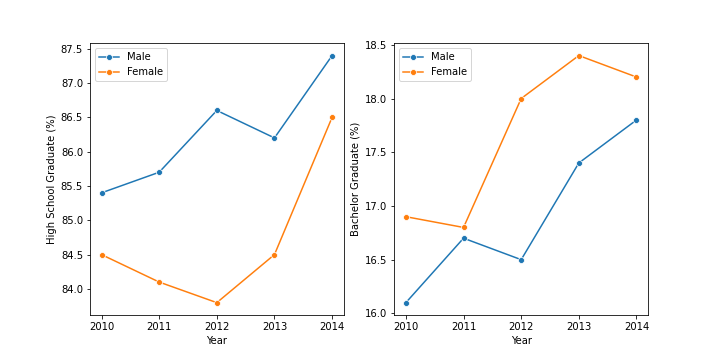 High School Graduate (%)
87.5
87.0
86.5
86.0
85.5
85.0
84.5
84.0
Male
Female
2010 2011 2012 2013 2014
Year
Bachelor Graduate (%)
18.5
18.0
17.5
17.0
16.5
16.0
Male
Female
2010 2011 2012 2013 2014
Year